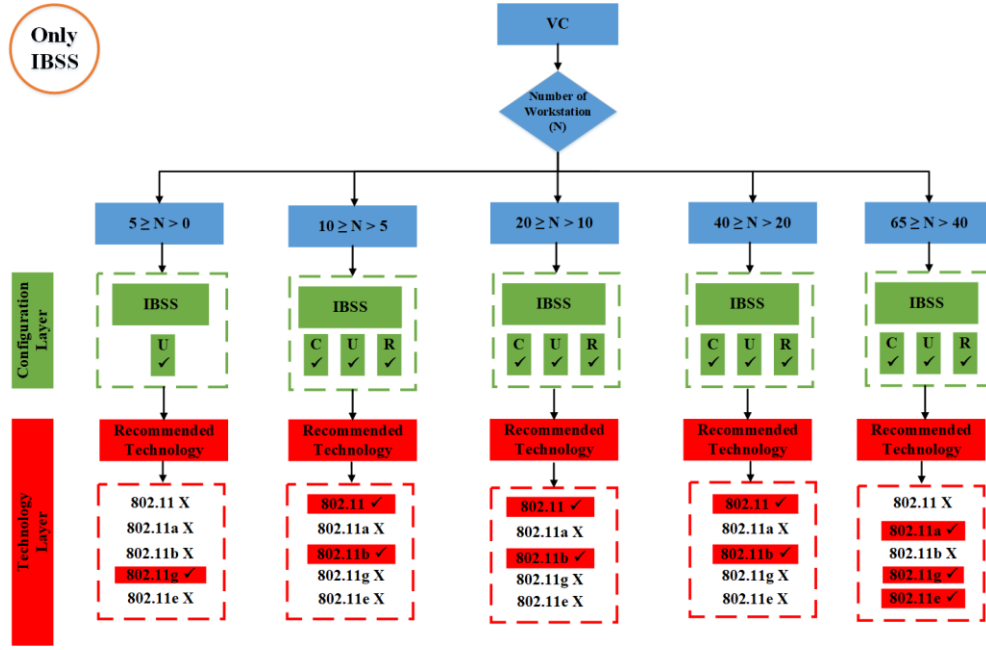 Only
IBSS
VC
Number of
Workstation
(N)
5 ≥ N > 0
10 ≥ N > 5
20 ≥ N > 10
40 ≥ N > 20
65 ≥ N > 40
Configuration
Layer
IBSS
U
✓
IBSS
C U R
✓ ✓ ✓
IBSS
C U R
✓ ✓ ✓
IBSS
C U R
✓ ✓ ✓
IBSS
C U R
✓ ✓ ✓
Technology
Layer
Recommended
Technology
802.11 X
802.11a X
802.11b X
802.11g ✓
802.11e X
Recommended
Technology
802.11 ✓
802.11a X
802.11b ✓
802.11g X
802.11e X
Recommended
Technology
802.11 ✓
802.11a X
802.11b ✓
802.11g X
802.11e X
Recommended
Technology
802.11 ✓
802.11a X
802.11b ✓
802.11g X
802.11e X
Recommended
Technology
802.11 X
802.11a ✓
802.11b X
802.11g ✓
802.11e ✓